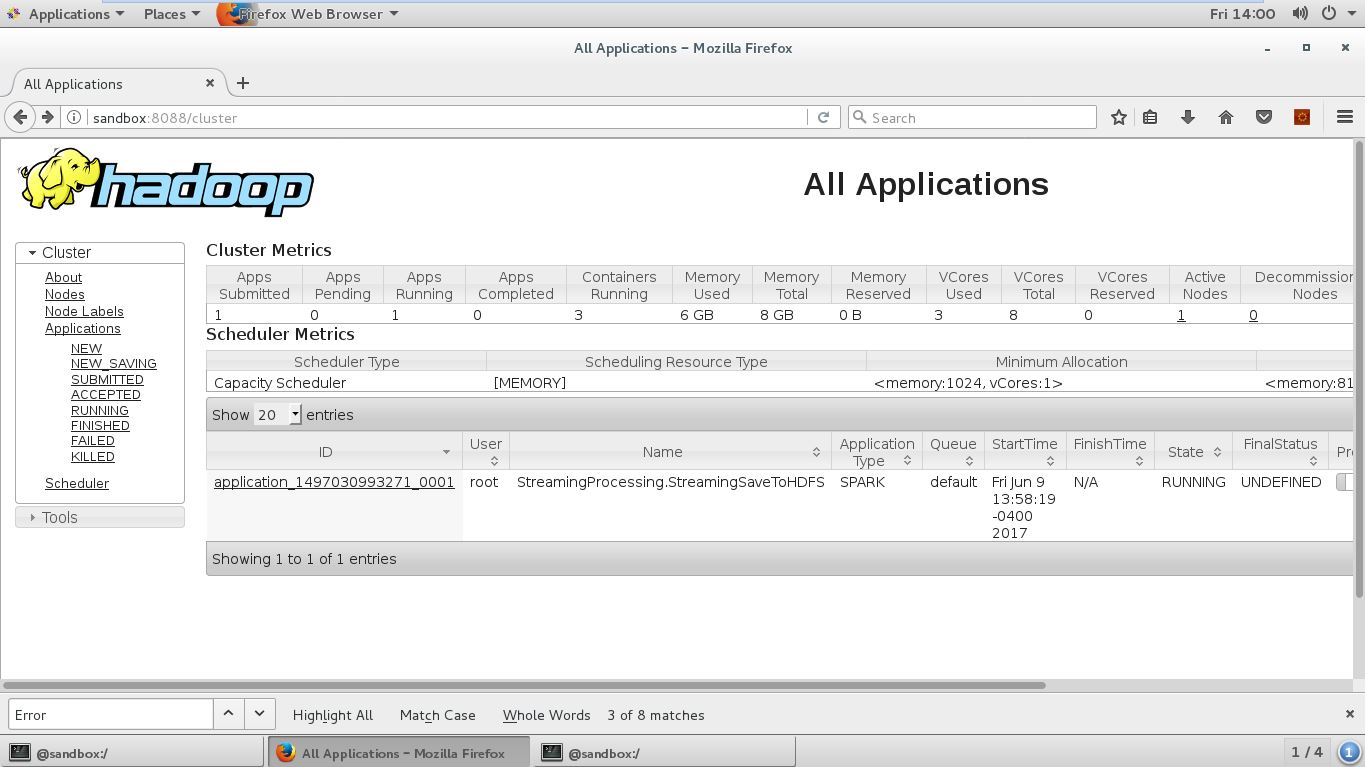 Applications Places Firefox Web Browser Fri 14:00
All Applications - Mozilla Firefox
All Applications
sandbox:8088/cluster Search
hadoop
All Applications
Cluster
About
Nodes
Node Labels
Applications
NEW
NEW_SAVING
SUBMITTED
ACCEPTED
RUNNING
FINISHED
FAILED
KILLED
Scheduler
Tools
Cluster Metrics
Apps Submitted Apps Pending Apps Running Apps Completed Containers Running Memory Used Memory Total Memory Reserved VCores Used VCores Total VCores Reserved Active Nodes Decommission Nodes
1 0 1 0 3 6 GB 8 GB 0 B 3 8 0 1 0
Scheduler Metrics
Scheduler Type Scheduling Resource Type Minimum Allocation
Capacity Scheduler [MEMORY] <memory:1024, vCores:1> <memory:81
Show 20 entries
ID User Name Application Type Queue StartTime FinishTime State FinalStatus Pr
application_1497030993271_0001 root StreamingProcessing.StreamingSaveToHDFS SPARK default Fri Jun 9 13:58:19 -0400 2017 N/A RUNNING UNDEFINED
Showing 1 to 1 of 1 entries
Error Highlight All Match Case Whole Words 3 of 8 matches
@sandbox:/ All Applications - Mozilla Firefox @sandbox:/ 1 / 4 1